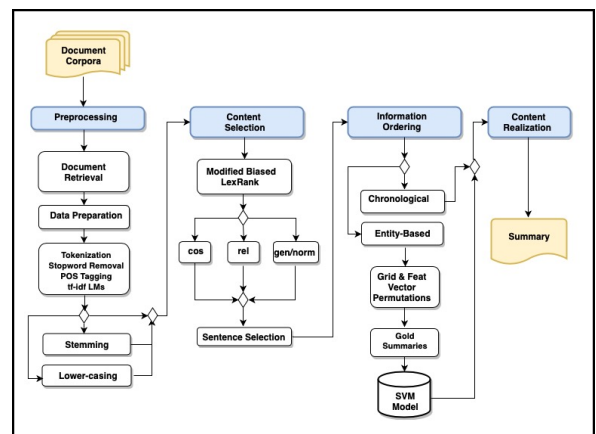 Document
Corpora
Preprocessing
Document
Retrieval
Data Preparation
Tokenization
Stopword Removal
POS Tagging
tf-idf LMs
Stemming
Lower-casing
Content
Selection
Modified Biased
LexRank
cos
rel
gen/norm
Sentence Selection
Information
Ordering
Chronological
Entity-Based
Grid & Feat
Vector
Permutations
Gold
Summaries
SVM
Model
Content
Realization
Summary